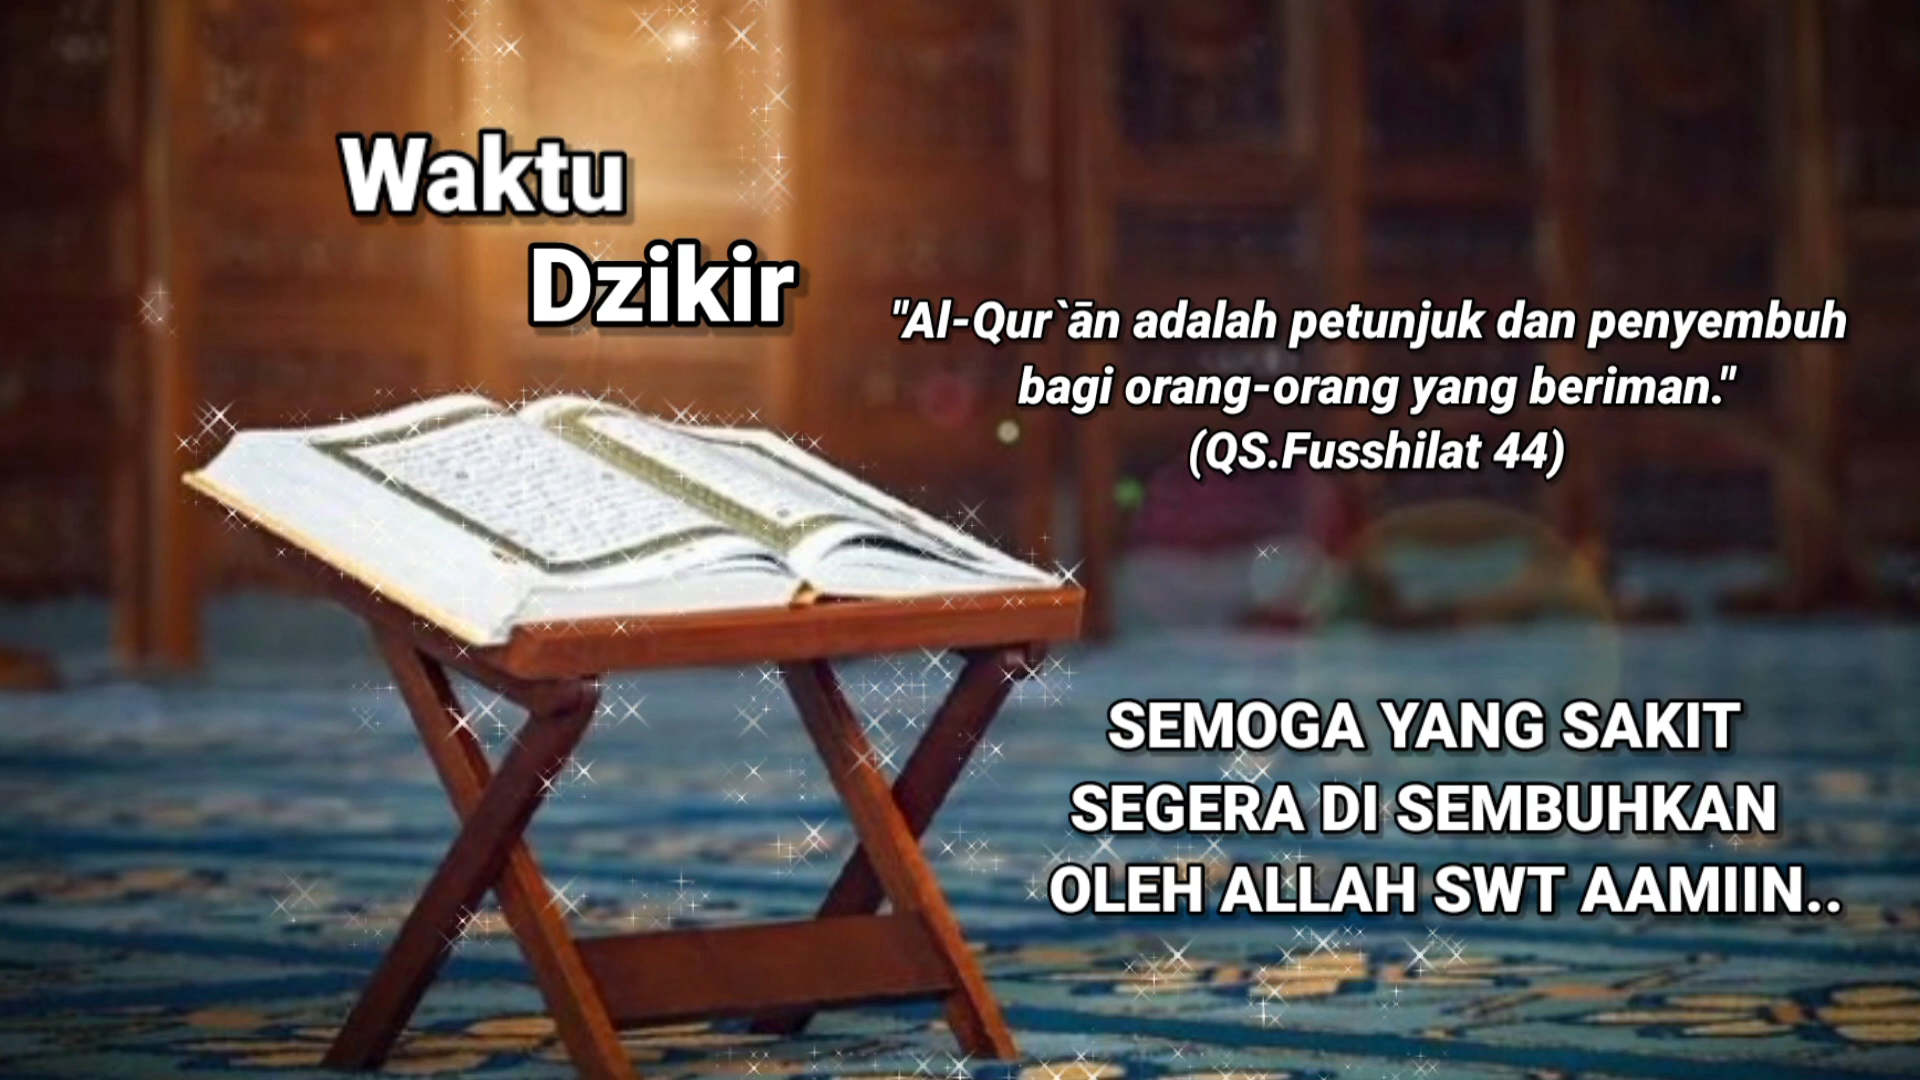 Waktu
Dzikir
"Al-Qur`ān adalah petunjuk dan penyembuh
bagi orang-orang yang beriman."
(QS.Fusshilat 44)
SEMOGA YANG SAKIT
SEGERA DI SEMBUHKAN
OLEH ALLAH SWT AAMIIN..